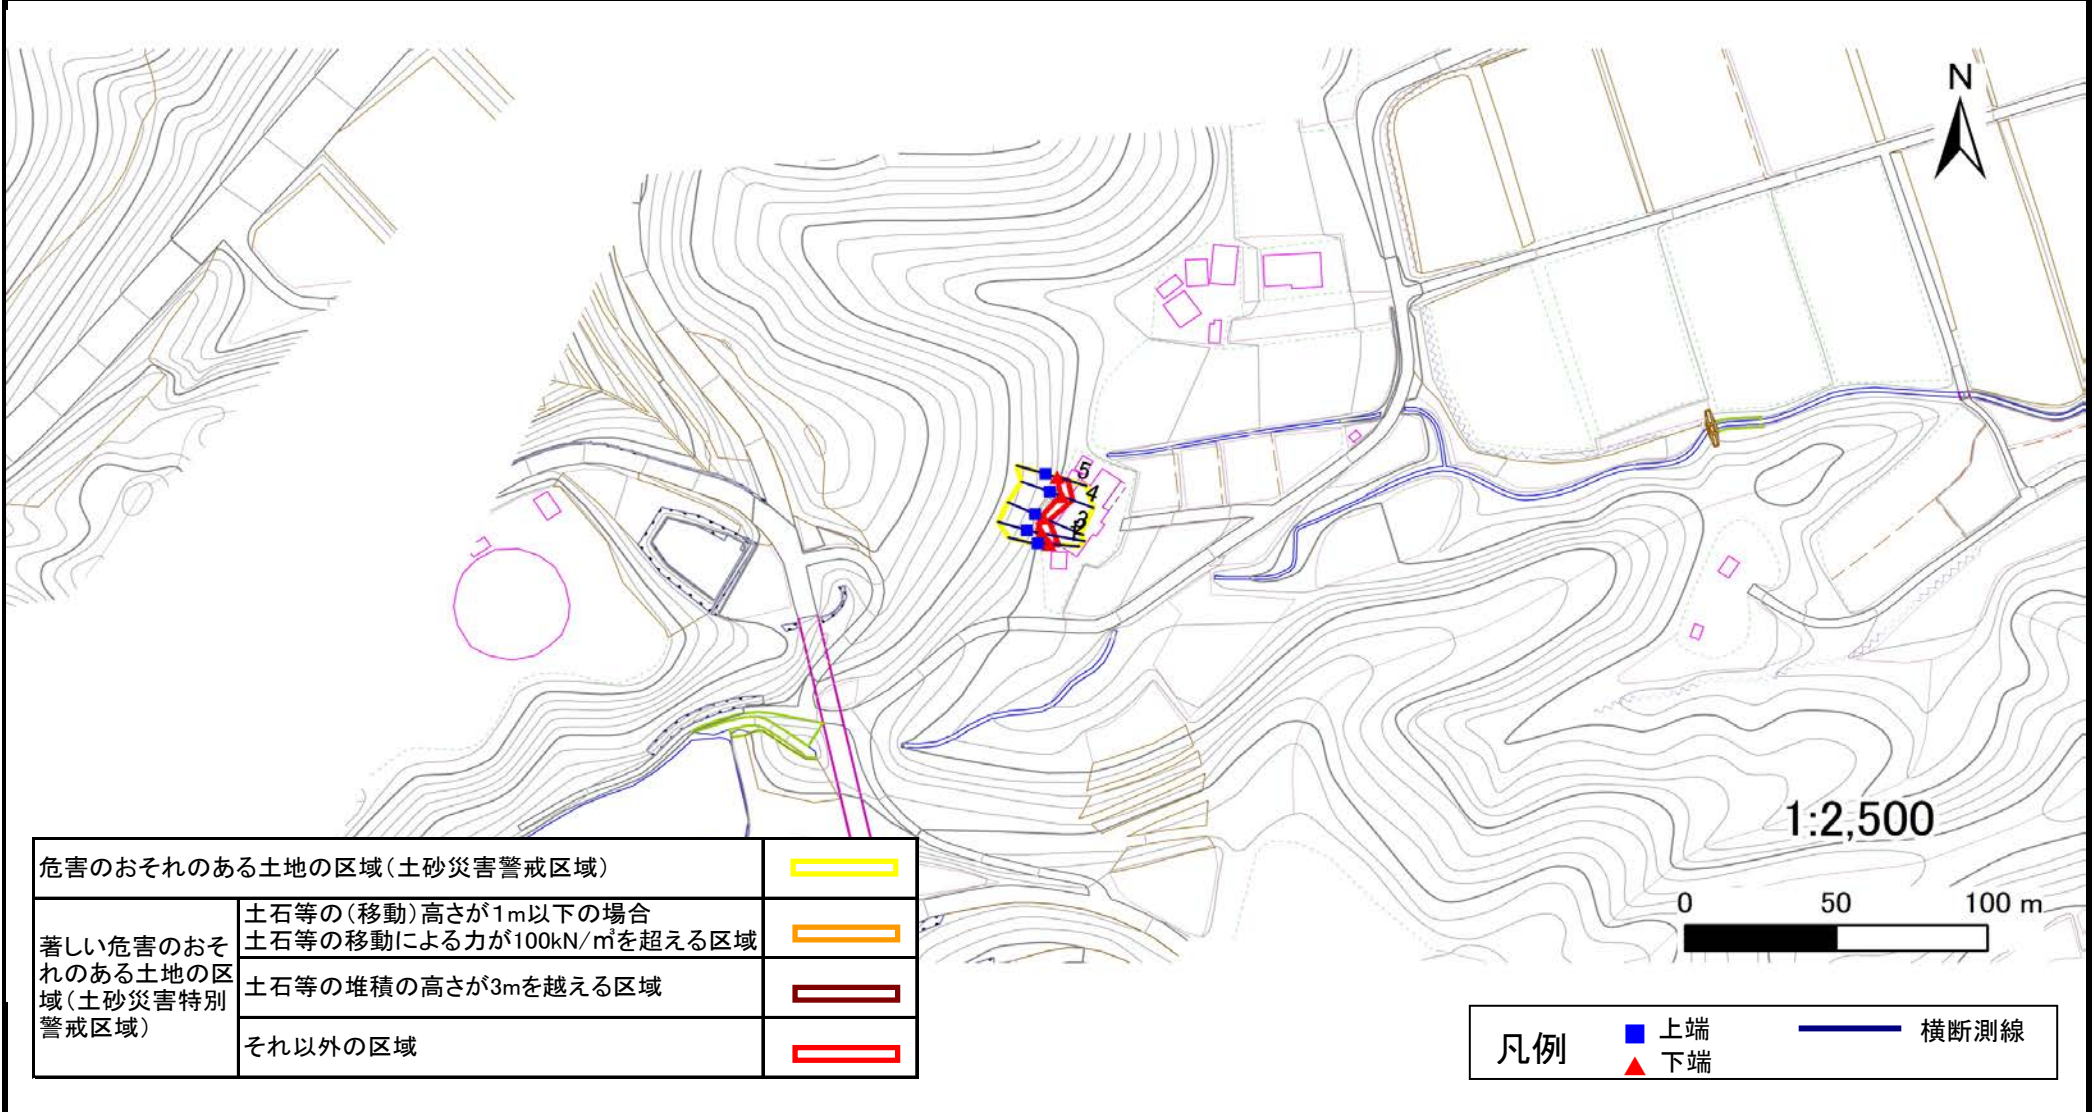 N
5
4
3
1:2,500
0 50 100 m
危害のおそれのある土地の区域(土砂災害警戒区域)
著しい危害のおそ
れのある土地の区
域(土砂災害特別
警戒区域)
土石等の(移動)高さが1m以下の場合
土石等の移動による力が100kN/㎡を超える区域
土石等の堆積の高さが3mを越える区域
それ以外の区域
凡例
上端
下端
横断測線